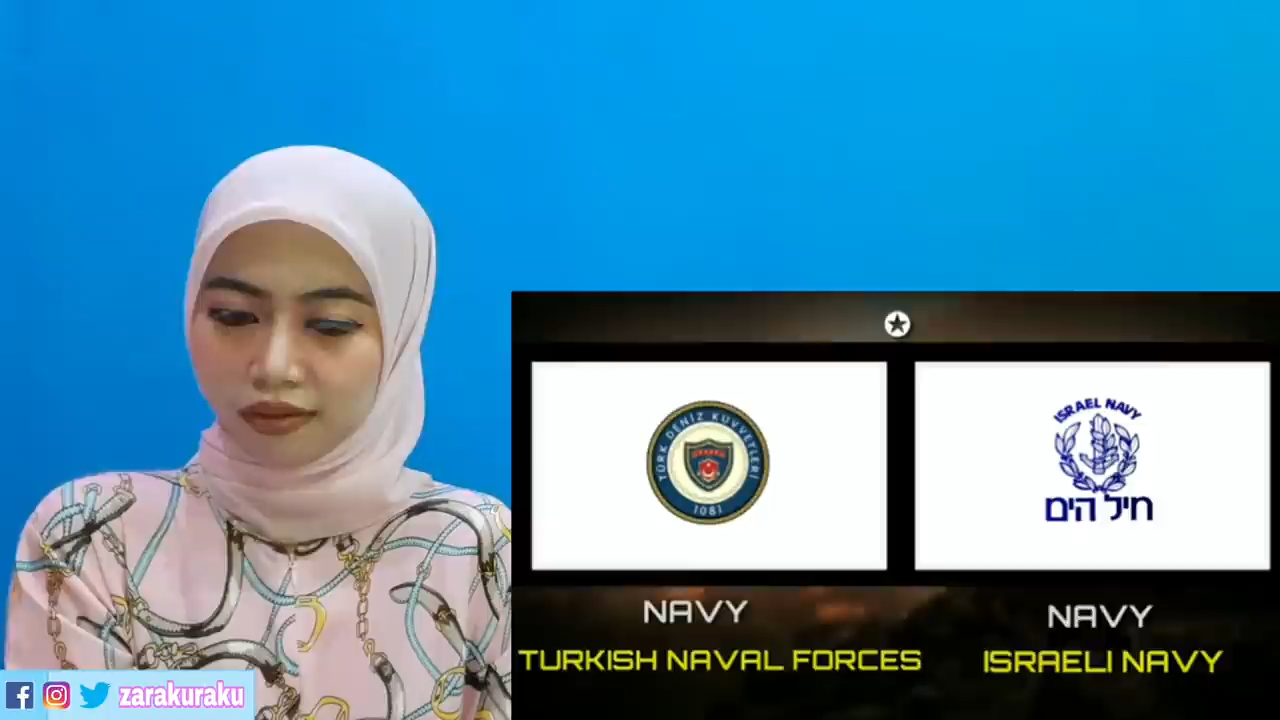 TÜRK DENİZ KUVVETLERİ
1081
ISRAEL NAVY
חיל הים
NAVY
TURKISH NAVAL FORCES
NAVY
ISRAELI NAVY
zarakuraku